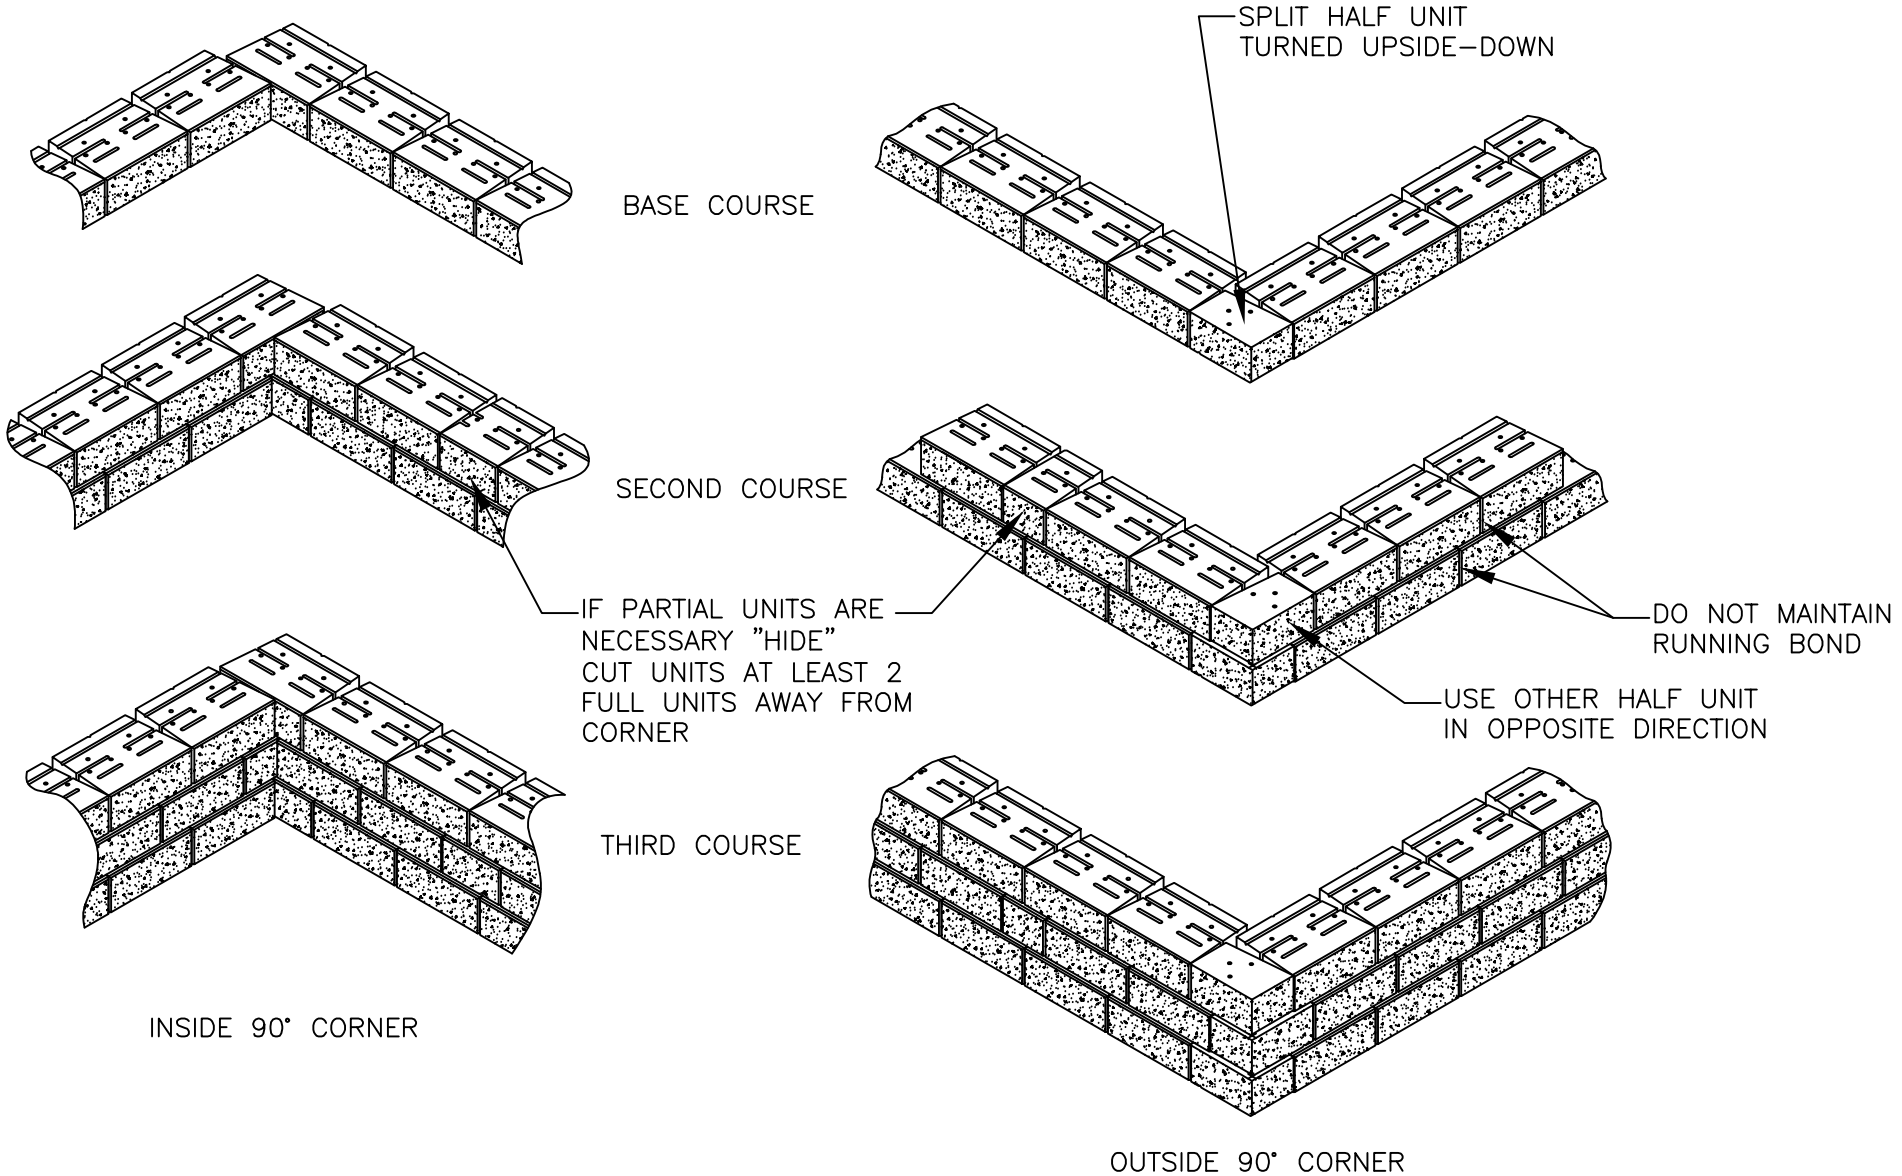 SPLIT HALF UNIT
TURNED UPSIDE-DOWN
BASE COURSE
SECOND COURSE
IF PARTIAL UNITS ARE
NECESSARY "HIDE"
CUT UNITS AT LEAST 2
FULL UNITS AWAY FROM
CORNER
DO NOT MAINTAIN
RUNNING BOND
USE OTHER HALF UNIT
IN OPPOSITE DIRECTION
THIRD COURSE
INSIDE 90° CORNER
OUTSIDE 90° CORNER